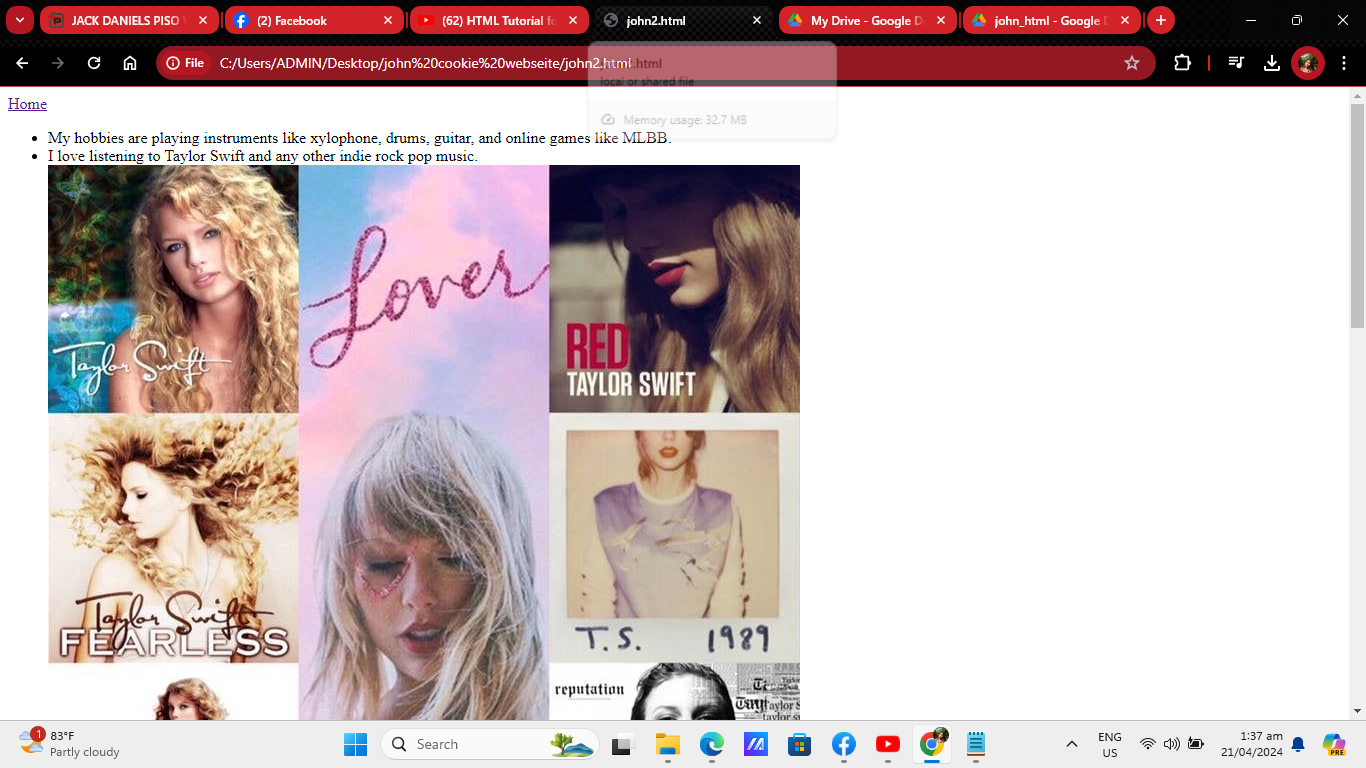 JACK DANIELS PISO
(2) Facebook
(62) HTML Tutorial fo
john2.html
My Drive - Google D
john_html - Google D
File
C:/Users/ADMIN/Desktop/john%20cookie%20webseite/john2.html
local or shared file
Memory usage: 32.7 MB
Home
My hobbies are playing instruments like xylophone, drums, guitar, and online games like MLBB.
I love listening to Taylor Swift and any other indie rock pop music.
Taylor Swift
Lover
RED
TAYLOR SWIFT
Taylor Swift
FEARLESS
T.S. 1989
reputation
Taylor S
1
83°F
Partly cloudy
Search
ENG
US
1:37 am
21/04/2024
PRE